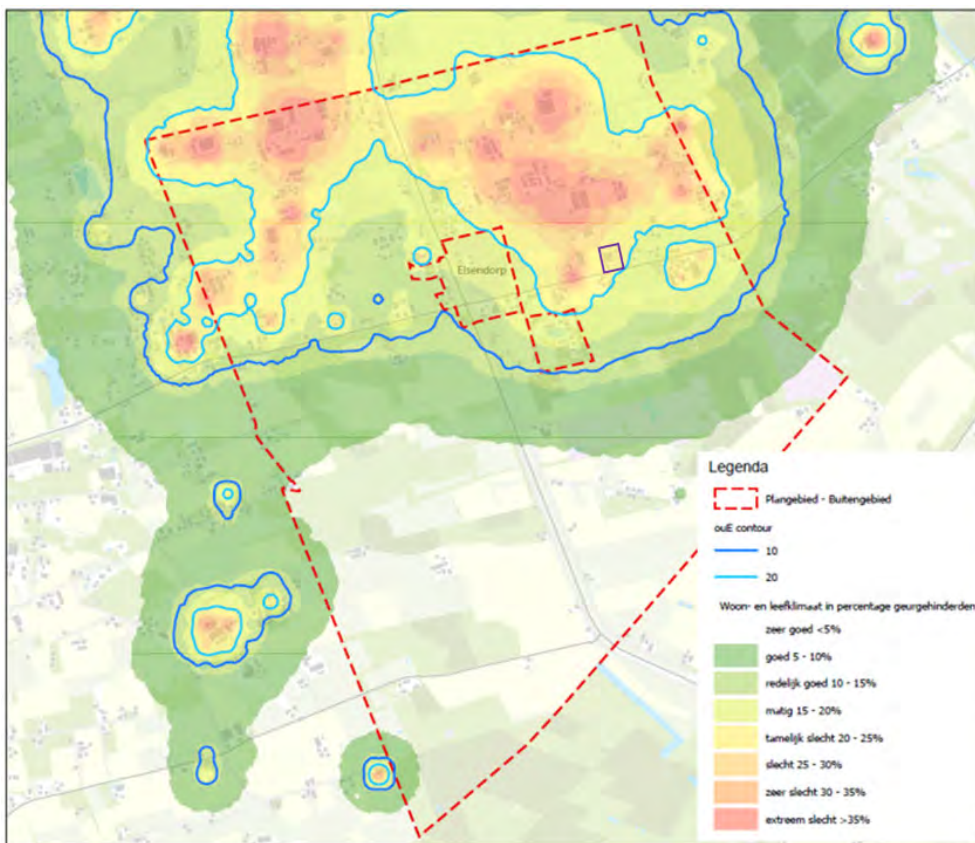 Elsendorp
Legenda
Plangebied - Buitengebied
ouE contour
10
20
Woon- en leefklimaat in percentage geurgehinderden
zeer goed <5%
goed 5 - 10%
redelijk goed 10 - 15%
matig 15 - 20%
tamelijk slecht 20 - 25%
slecht 25 - 30%
zeer slecht 30 - 35%
extreem slecht >35%